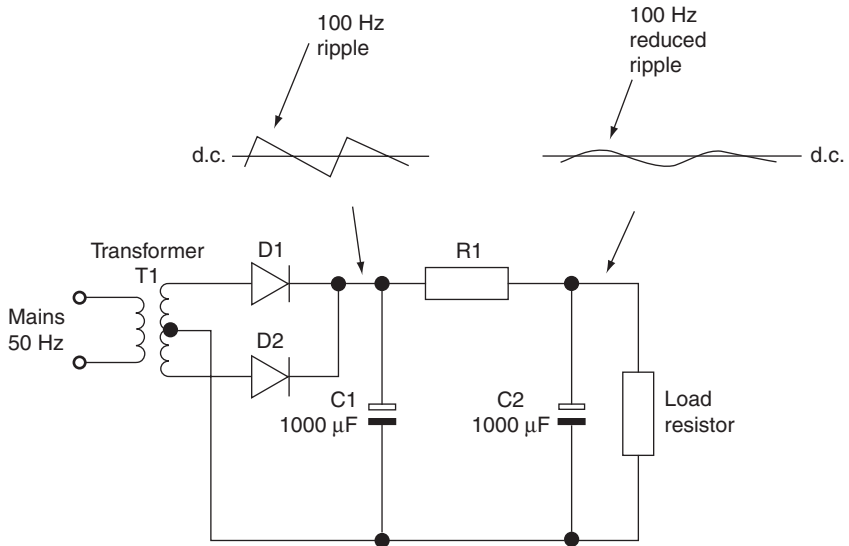 100 Hz
ripple
100 Hz
reduced
ripple
d.c.
d.c.
Transformer
T1
D1
R1
Mains
50 Hz
D2
C1
1000 μF
C2
1000 μF
Load
resistor